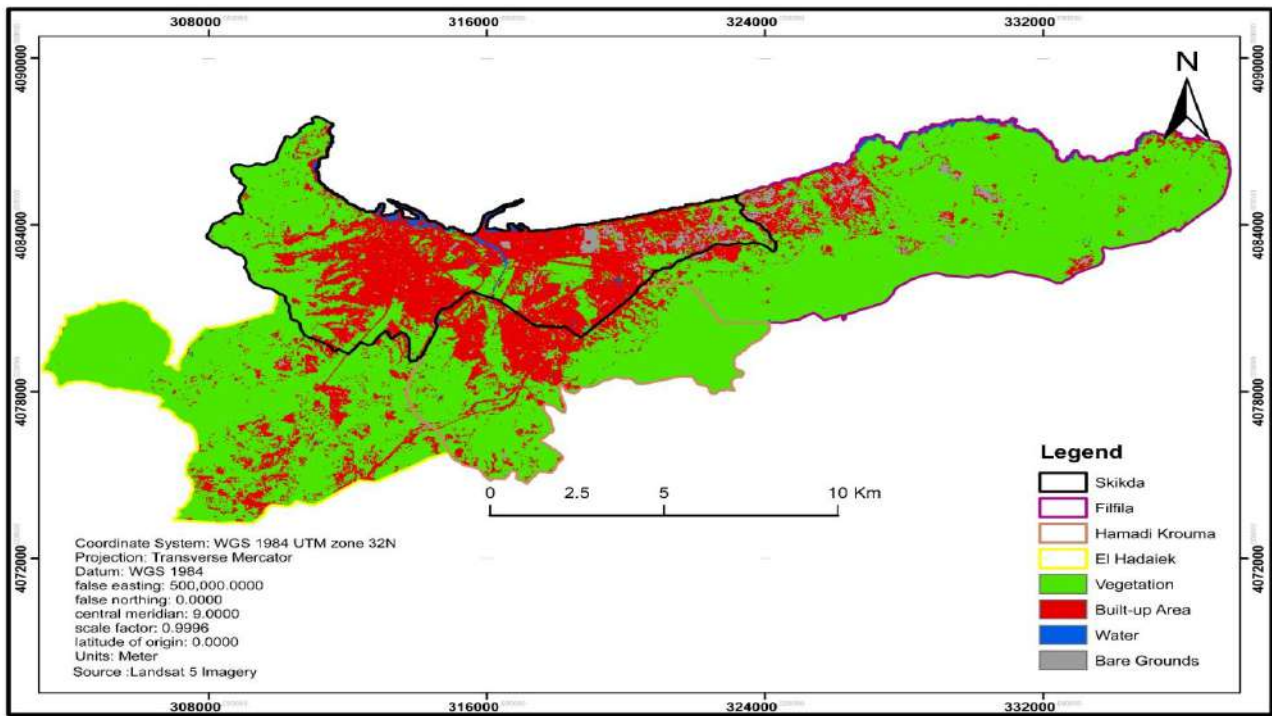 308000 316000 324000 332000
4090000 4090000
N
4084000 4084000
4078000 4078000
4072000 4072000
Legend
Skikda
Filfila
Hamadi Krouma
El Hadaiek
Vegetation
Built-up Area
Water
Bare Grounds
0 2.5 5 10 Km
Coordinate System: WGS 1984 UTM zone 32N
Projection: Transverse Mercator
Datum: WGS 1984
false easting: 500,000.0000
false northing: 0.0000
central meridian: 9.0000
scale factor: 0.9996
latitude of origin: 0.0000
Units: Meter
Source :Landsat 5 Imagery
308000 316000 324000 332000